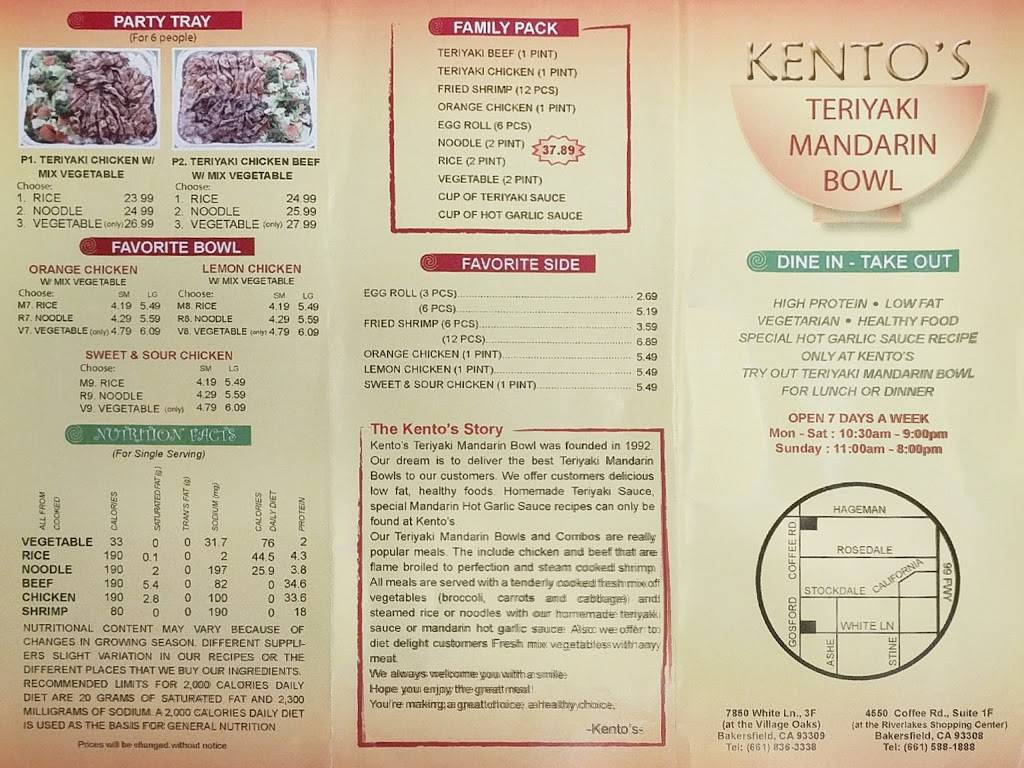 PARTY TRAY
(For 6 people)
P1. TERIYAKI CHICKEN W/
MIX VEGETABLE
Choose:
1. RICE 23.99
2. NOODLE 24.99
3. VEGETABLE (only) 26.99
P2. TERIYAKI CHICKEN BEEF
W/ MIX VEGETABLE
Choose:
1. RICE 24.99
2. NOODLE 25.99
3. VEGETABLE (only) 27.99
FAVORITE BOWL
ORANGE CHICKEN
W/ MIX VEGETABLE
Choose: SM LG
M7. RICE 4.19 5.49
R7. NOODLE 4.29 5.59
V7. VEGETABLE (only) 4.79 6.09
LEMON CHICKEN
W/ MIX VEGETABLE
Choose: SM LG
M8. RICE 4.19 5.49
R8. NOODLE 4.29 5.59
V8. VEGETABLE (only) 4.79 6.09
SWEET & SOUR CHICKEN
Choose: SM LG
M9. RICE 4.19 5.49
R9. NOODLE 4.29 5.59
V9. VEGETABLE (only) 4.79 6.09
NUTRITION FACTS
(For Single Serving)
ALL FROM COOKED CALORIES SATURATED FAT (g) TRAN'S FAT (g) SODIUM (mg) CALORIES DAILY DIET PROTEIN
VEGETABLE 33 0 0 31.7 76 2
RICE 190 0.1 0 2 44.5 4.3
NOODLE 190 2 0 197 25.9 3.8
BEEF 190 5.4 0 82 0 34.6
CHICKEN 190 2.8 0 100 0 33.6
SHRIMP 80 0 0 190 0 18
NUTRITIONAL CONTENT MAY VARY BECAUSE OF
CHANGES IN GROWING SEASON. DIFFERENT SUPPLI-
ERS SLIGHT VARIATION IN OUR RECIPES OR THE
DIFFERENT PLACES THAT WE BUY OUR INGREDIENTS.
RECOMMENDED LIMITS FOR 2,000 CALORIES DAILY
DIET ARE 20 GRAMS OF SATURATED FAT AND 2,300
MILLIGRAMS OF SODIUM. A 2,000 CALORIES DAILY DIET
IS USED AS THE BASIS FOR GENERAL NUTRITION
Prices will be changed without notice
FAMILY PACK
TERIYAKI BEEF (1 PINT)
TERIYAKI CHICKEN (1 PINT)
FRIED SHRIMP (12 PCS)
ORANGE CHICKEN (1 PINT)
EGG ROLL (6 PCS)
NOODLE (2 PINT)
RICE (2 PINT)
37.89
VEGETABLE (2 PINT)
CUP OF TERIYAKI SAUCE
CUP OF HOT GARLIC SAUCE
FAVORITE SIDE
EGG ROLL (3 PCS) 2.69
(6 PCS) 5.19
FRIED SHRIMP (6 PCS) 3.59
(12 PCS) 6.89
ORANGE CHICKEN (1 PINT) 5.49
LEMON CHICKEN (1 PINT) 5.49
SWEET & SOUR CHICKEN (1 PINT) 5.49
The Kento's Story
Kento's Teriyaki Mandarin Bowl was founded in 1992.
Our dream is to deliver the best Teriyaki Mandarin
Bowls to our customers. We offer customers delicious
low fat, healthy foods. Homemade Teriyaki Sauce,
special Mandarin Hot Garlic Sauce recipes can only be
found at Kento's
Our Teriyaki Mandarin Bowls and Combos are really
popular meals. The include chicken and beef that are
flame broiled to perfection and steam cooked shrimp.
All meals are served with a tenderly cooked fresh mix off
vegetables (broccoli, carrots and cabbage) and
steamed rice or noodles with our homemade teriyaki
sauce or mandarin hot garlic sauce. Also we offer to
diet delight customers Fresh mix vegetables with any
meat.
We always welcome you with a smile.
Hope you enjoy the great meal!
You're making a great choice, a healthy choice.
-Kento's-
KENTO'S
TERIYAKI
MANDARIN
BOWL
DINE IN - TAKE OUT
HIGH PROTEIN • LOW FAT
VEGETARIAN • HEALTHY FOOD
SPECIAL HOT GARLIC SAUCE RECIPE
ONLY AT KENTO'S
TRY OUT TERIYAKI MANDARIN BOWL
FOR LUNCH OR DINNER
OPEN 7 DAYS A WEEK
Mon - Sat : 10:30am - 9:00pm
Sunday : 11:00am - 8:00pm
HAGEMAN
COFFEE RD.
ROSEDALE
CALIFORNIA
99 FWY
STOCKDALE
GOSFORD
WHITE LN
ASHE
STINE
7850 White Ln., 3F
(at the Village Oaks)
Bakersfield, CA 93309
Tel: (661) 836-3338
4550 Coffee Rd., Suite 1F
(at the Riverlakes Shopping Center)
Bakersfield, CA 93308
Tel: (661) 588-1888